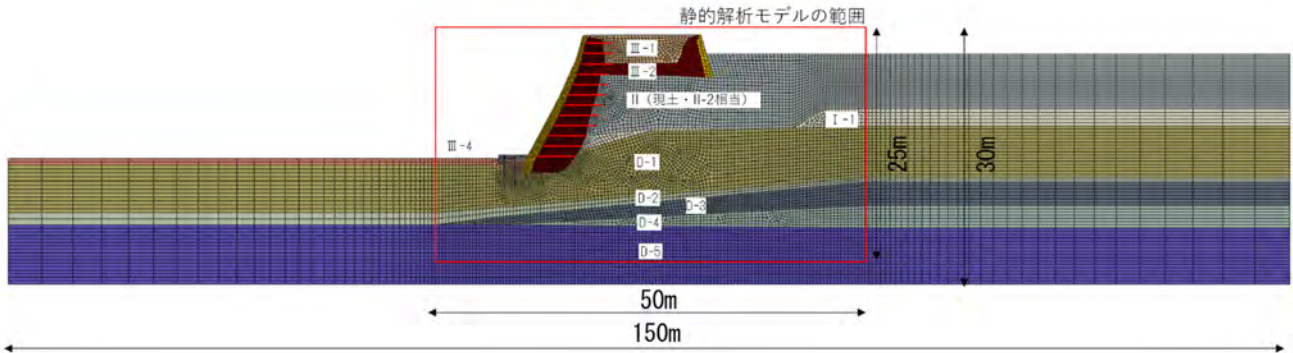 静的解析モデルの範囲
Ⅲ-1
Ⅲ-2
Ⅱ（現土・Ⅱ-2相当）
Ⅰ-1
Ⅲ-4
D-1
25m
30m
D-2
D-3
D-4
D-5
50m
150m